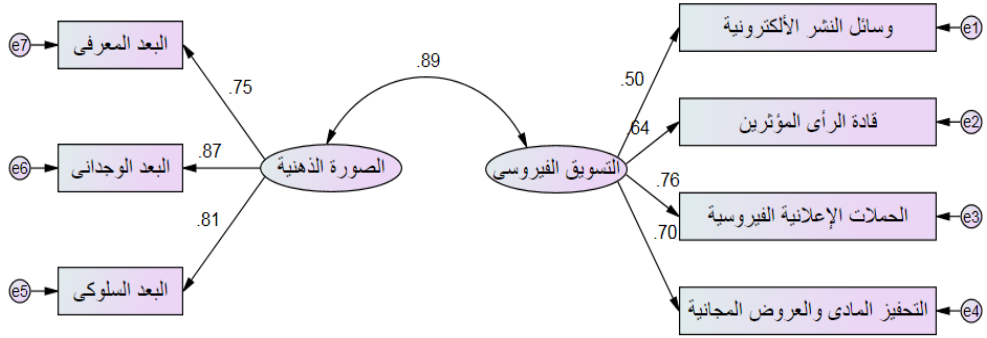 وسائل النشر الألكترونية
e1
البعد المعرفى
e7
.89
.50
.75
قادة الرأى المؤثرين
e2
.64
التسويق الفيروسى
الصورة الذهنية
.87
البعد الوجدانى
e6
.76
الحملات الإعلانية الفيروسية
e3
.81
.70
البعد السلوكى
e5
التحفيز المادى والعروض المجانية
e4